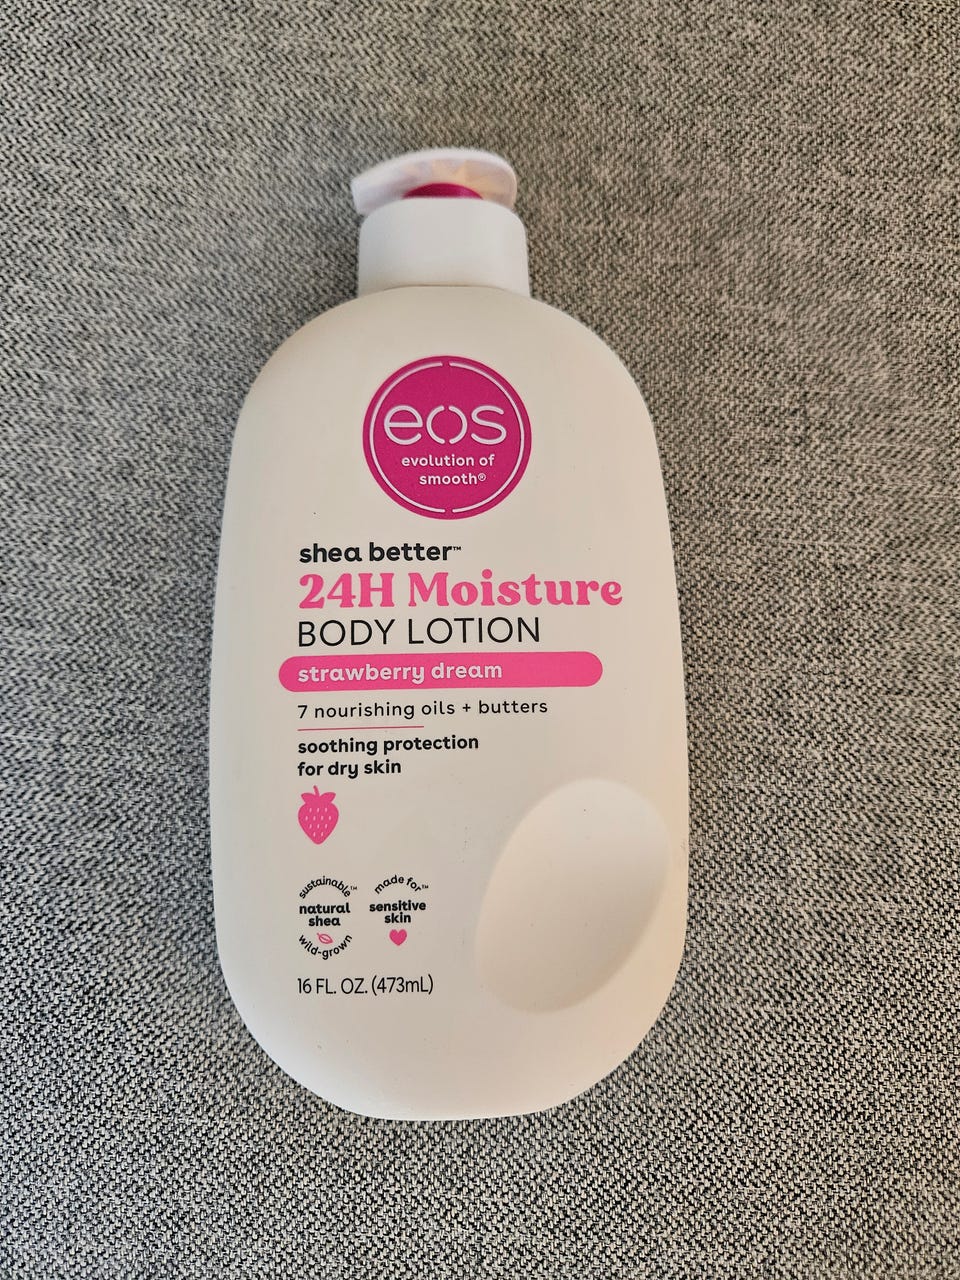 eos
evolution of
smooth®
shea better™
24H Moisture
BODY LOTION
strawberry dream
7 nourishing oils + butters
soothing protection
for dry skin
sustainable™
natural
shea
wild-grown
made for™
sensitive
skin
16 FL. OZ. (473mL)